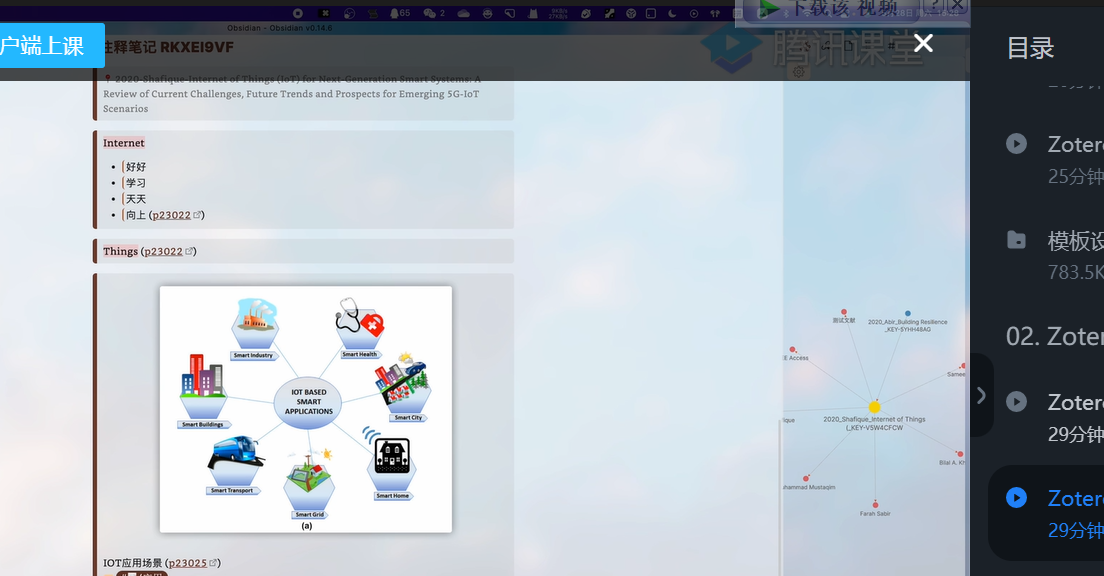 65
2
下载该视频
?
Obsidian - Obsidian v0.14.6
户端上课
注释笔记 RKXEI9VF
腾讯课堂
目录
2020-Shafique-Internet of Things (IoT) for Next-Generation Smart Systems: A
Review of Current Challenges, Future Trends and Prospects for Emerging 5G-IoT
Scenarios
Internet
好好
学习
天天
向上 (p23022)
Things (p23022)
Smart Industry
Smart Health
IOT BASED
SMART
APPLICATIONS
Smart Buildings
Smart City
Smart Transport
Smart Home
Smart Grid
(a)
IOT应用场景 (p23025)
测试文献
2020_Abir_Building Resilience
_KEY-5YHH48AG
E Access
Samee
2020_Shafique_Internet of Things
(_KEY-V5W4CFCW
ique
Bilal A. Kh
hammad Mustaqim
Farah Sabir
Zoter
25分钟
模板设
783.5K
02. Zoter
Zoter
29分钟
Zoter
29分钟